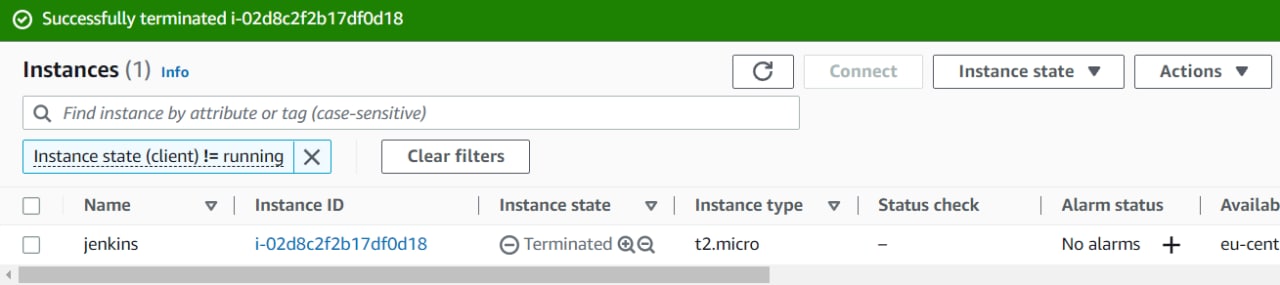 Successfully terminated i-02d8c2f2b17df0d18
Instances (1) Info
Connect Instance state Actions
Find instance by attribute or tag (case-sensitive)
Instance state (client) != running
Clear filters
Name Instance ID Instance state Instance type Status check Alarm status Availab
jenkins i-02d8c2f2b17df0d18 Terminated t2.micro – No alarms + eu-cent